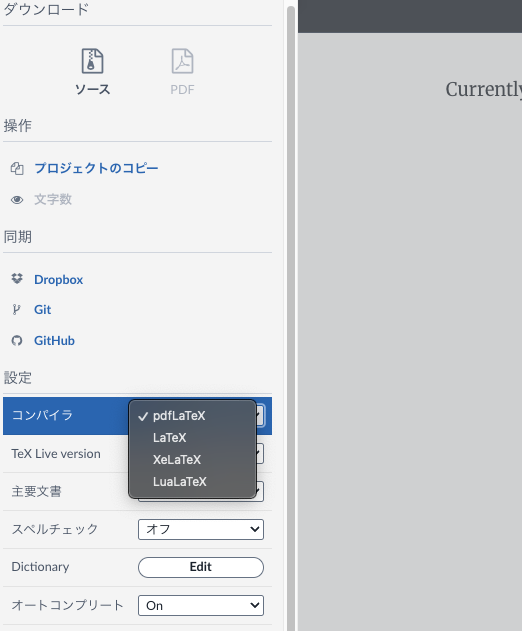 ダウンロード
ソース
PDF
操作
プロジェクトのコピー
文字数
同期
Dropbox
Git
GitHub
設定
コンパイラ
pdfLaTeX
LaTeX
XeLaTeX
LuaLaTeX
TeX Live version
主要文書
スペルチェック
オフ
Dictionary
Edit
オートコンプリート
On
Currently